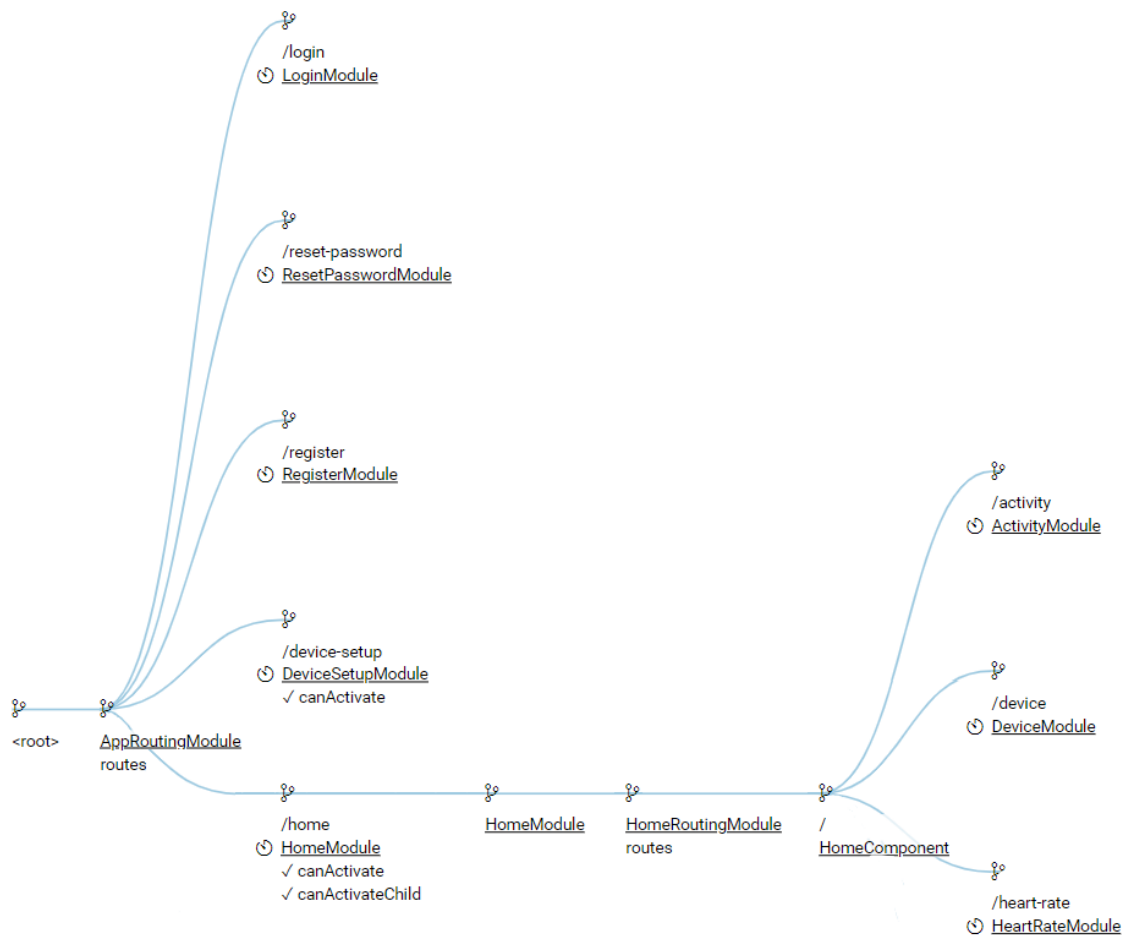 /login
LoginModule
/reset-password
ResetPasswordModule
/register
RegisterModule
/activity
ActivityModule
/device-setup
DeviceSetupModule
✓ canActivate
/device
DeviceModule
<root>
AppRoutingModule
routes
/home
HomeModule
✓ canActivate
✓ canActivateChild
HomeModule
HomeRoutingModule
routes
/
HomeComponent
/heart-rate
HeartRateModule